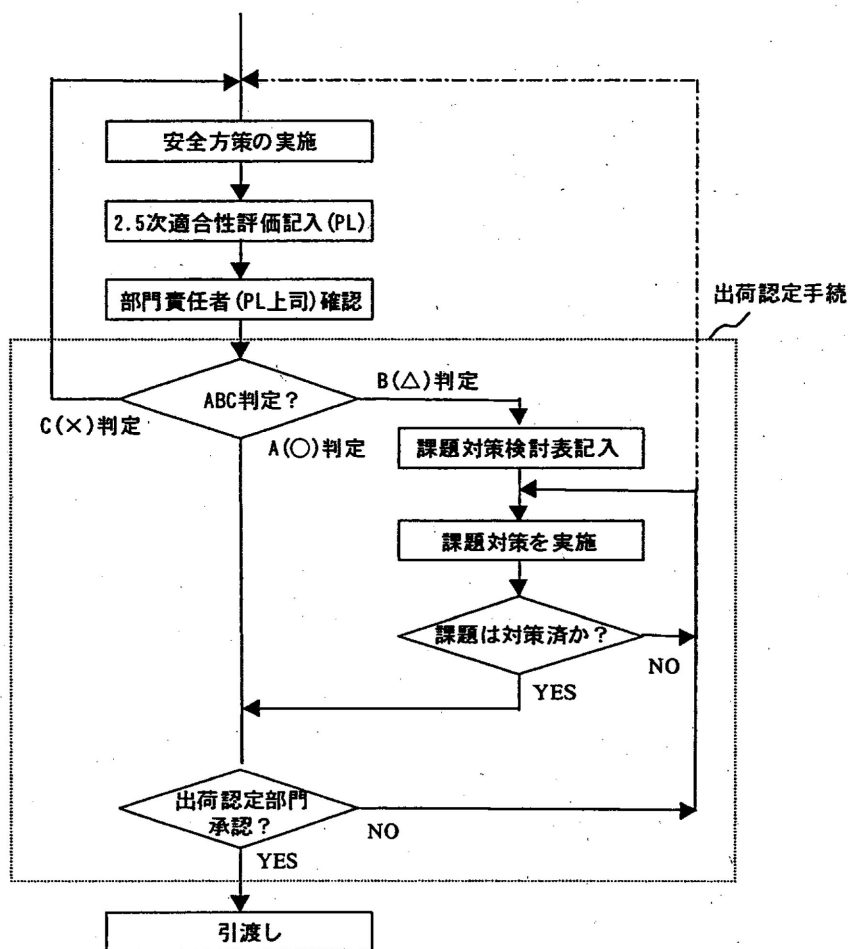 安全方策の実施
2.5次適合性評価記入(PL)
部門責任者(PL上司)確認
出荷認定手続
ABC判定？
B(△)判定
C(×)判定
A(○)判定
課題対策検討表記入
課題対策を実施
課題は対策済か？
NO
YES
出荷認定部門
承認？
NO
YES
引渡し